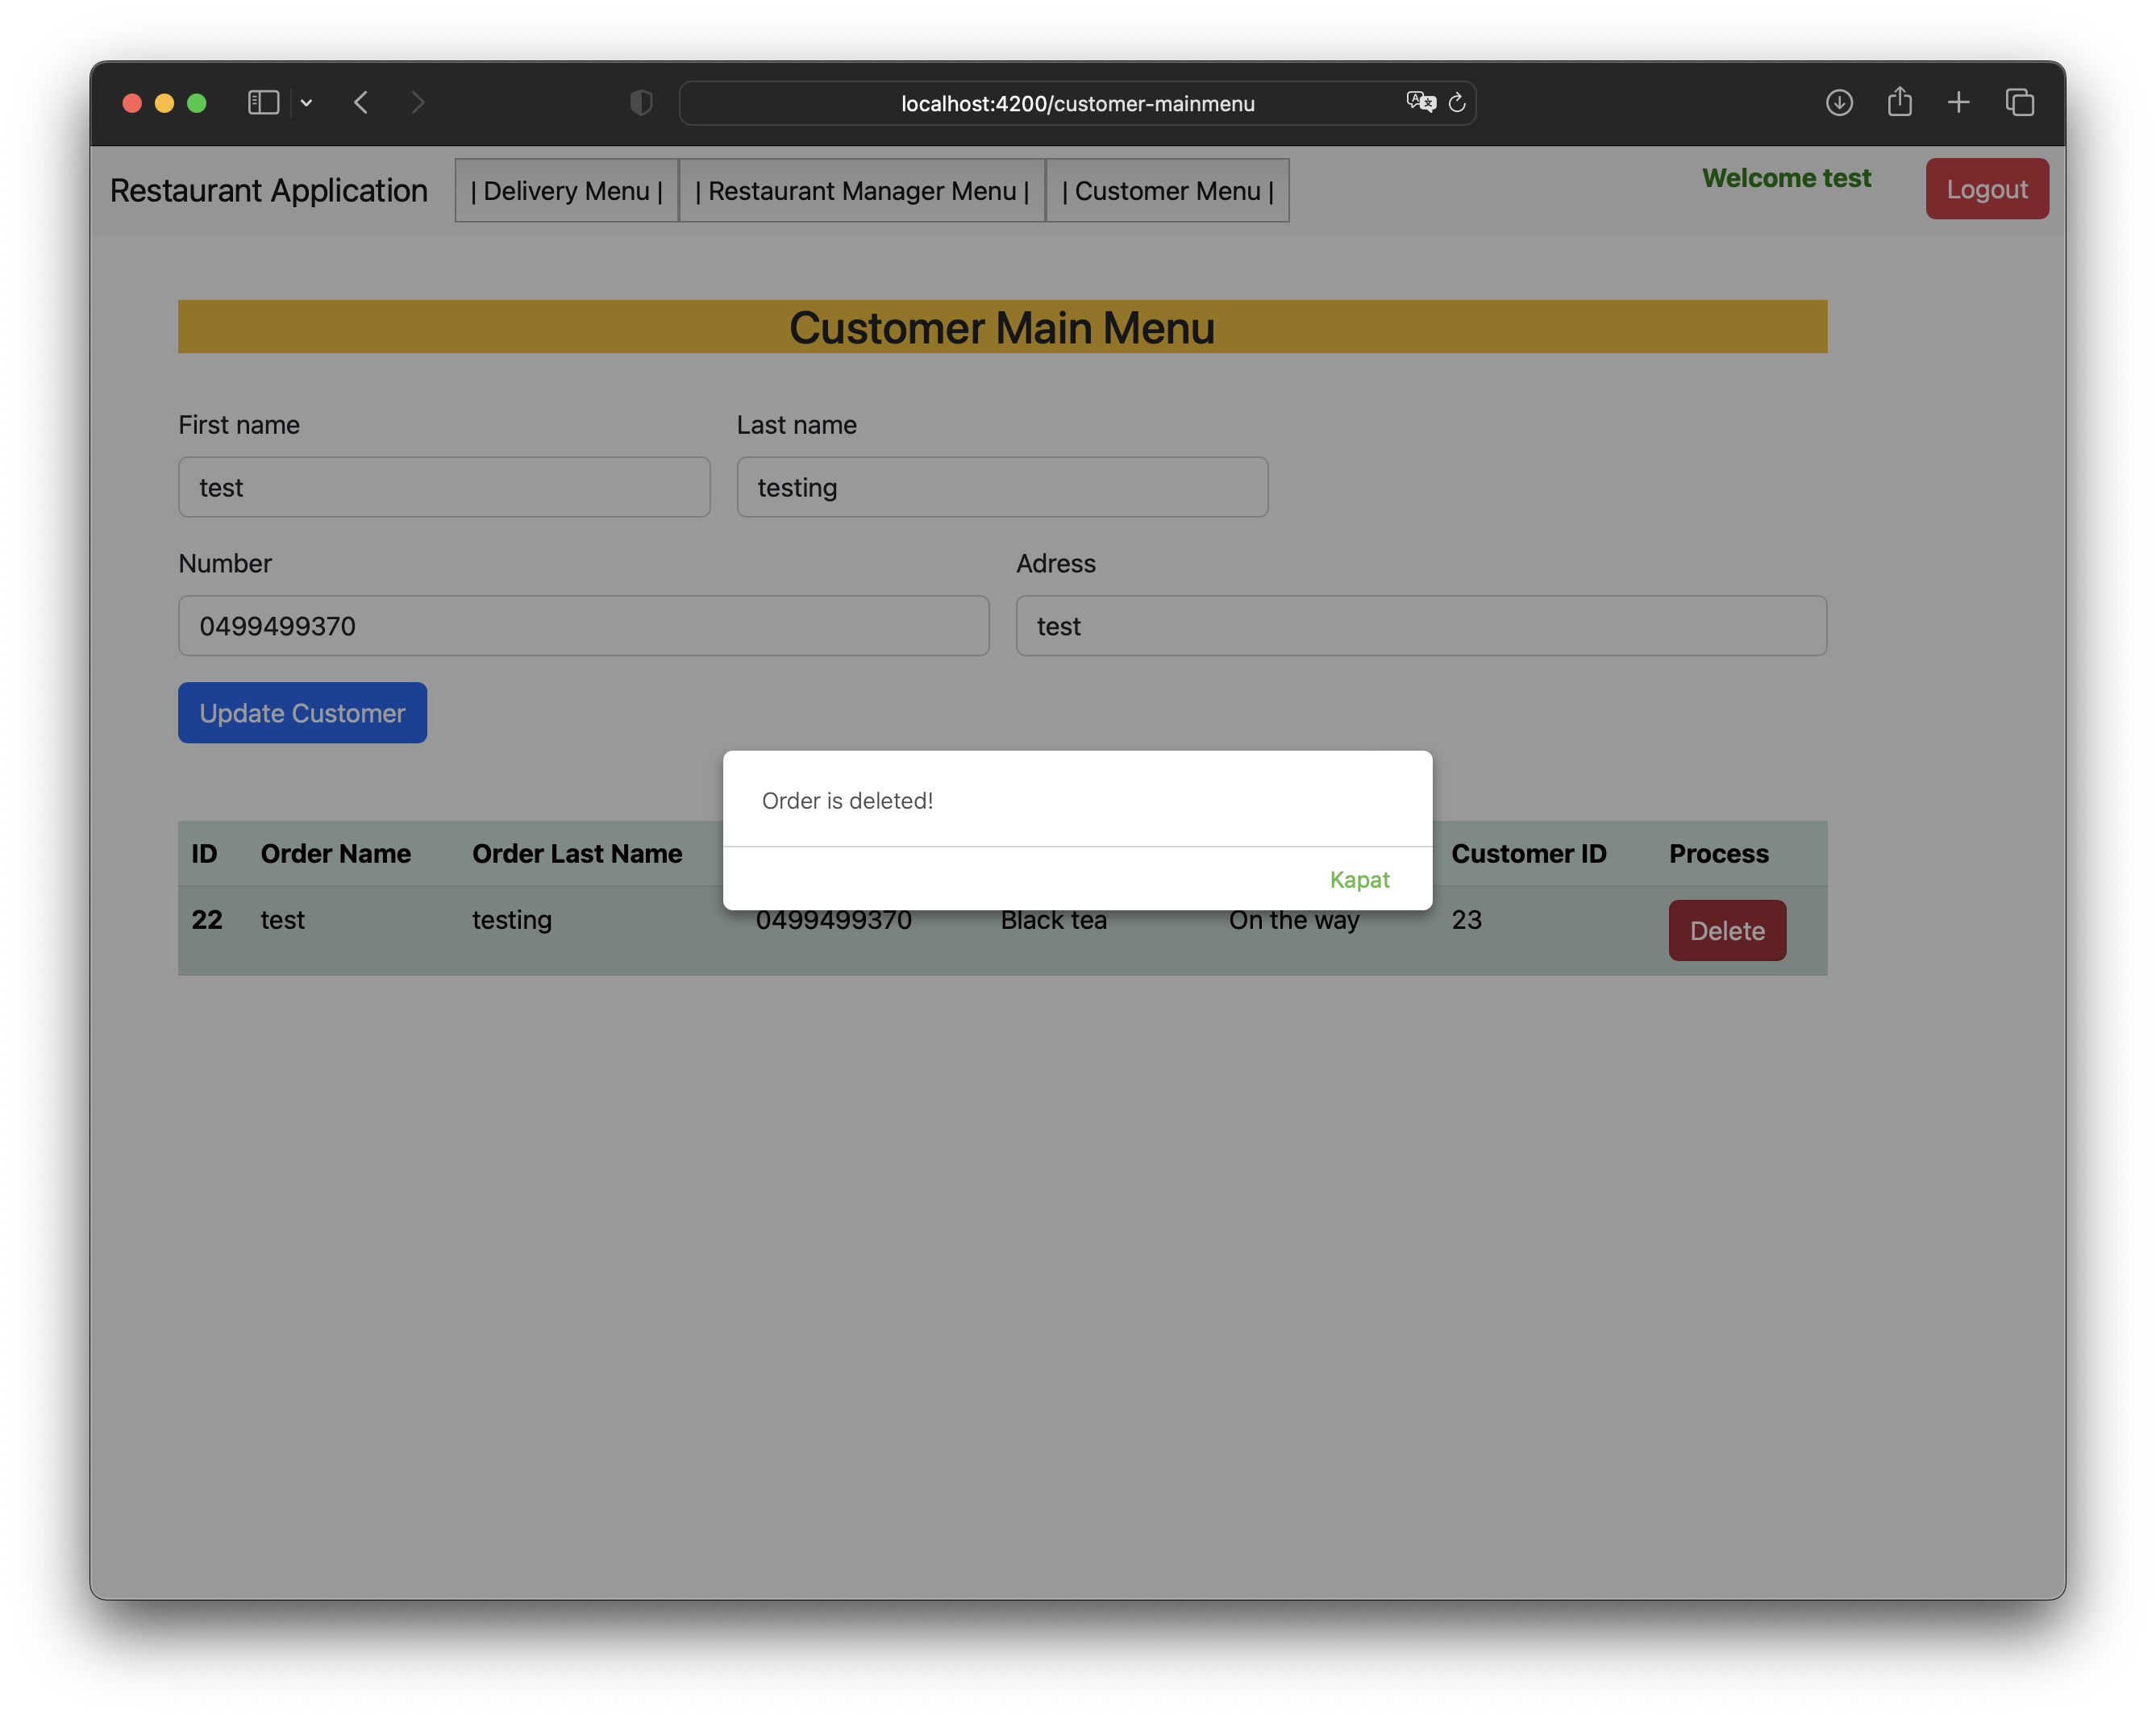 localhost:4200/customer-mainmenu
Restaurant Application | Delivery Menu | | Restaurant Manager Menu | | Customer Menu | Welcome test Logout
Customer Main Menu
First name Last name
test testing
Number Adress
0499499370 test
Update Customer
Order is deleted!
Kapat
ID Order Name Order Last Name Customer ID Process
22 test testing 0499499370 Black tea On the way 23 Delete